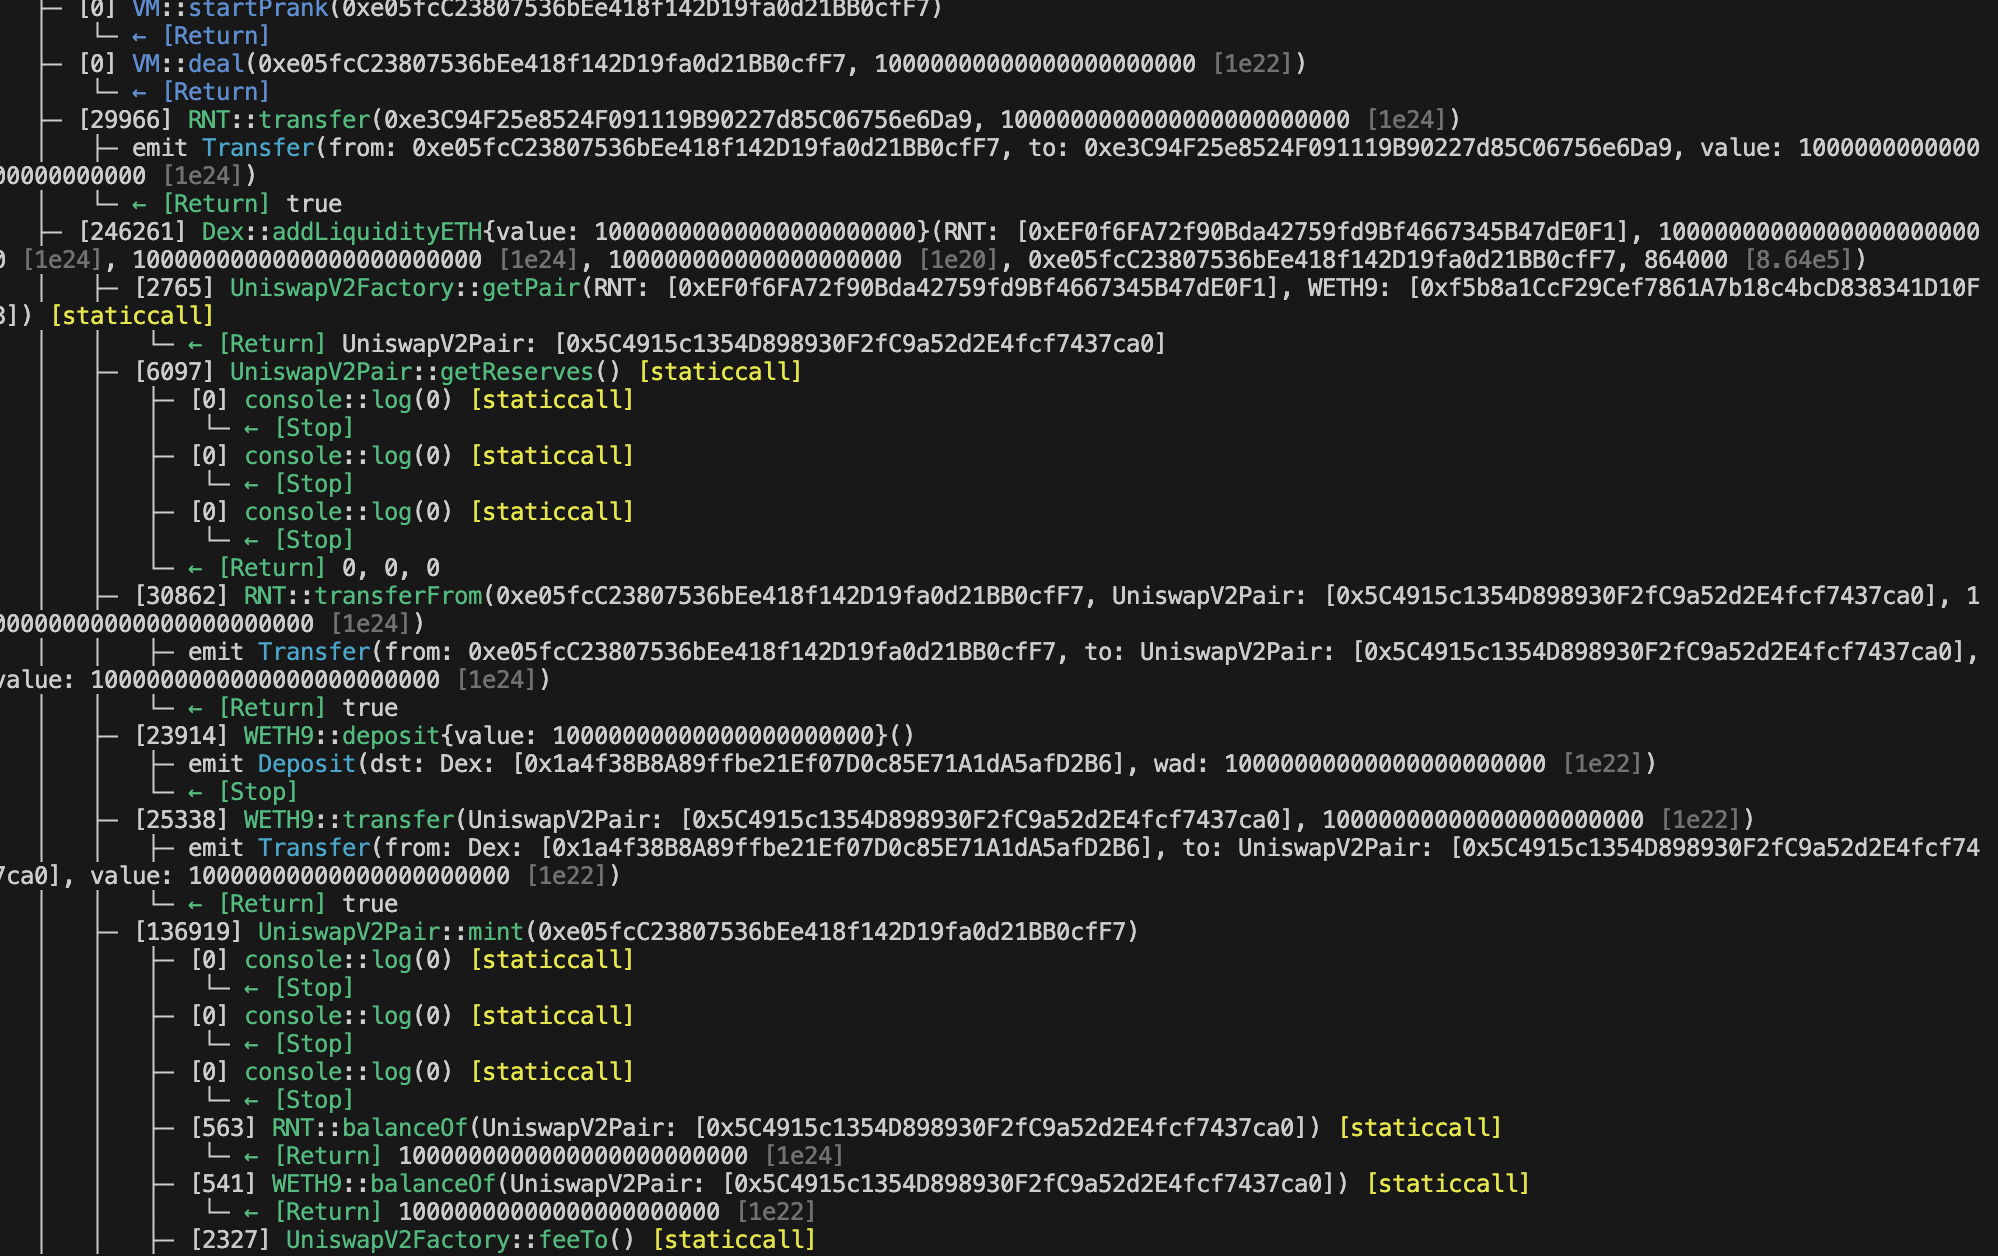 [0] VM::startPrank(0xe05fcC23807536bEe418f142D19fa0d21BB0cfF7)
← [Return]
[0] VM::deal(0xe05fcC23807536bEe418f142D19fa0d21BB0cfF7, 10000000000000000000000 [1e22])
← [Return]
[29966] RNT::transfer(0xe3C94F25e8524F091119B90227d85C06756e6Da9, 1000000000000000000000000 [1e24])
emit Transfer(from: 0xe05fcC23807536bEe418f142D19fa0d21BB0cfF7, to: 0xe3C94F25e8524F091119B90227d85C06756e6Da9, value: 1000000000000
00000000000 [1e24])
← [Return] true
[246261] Dex::addLiquidityETH{value: 10000000000000000000000}(RNT: [0xEF0f6FA72f90Bda42759fd9Bf4667345B47dE0F1], 10000000000000000000000
0 [1e24], 1000000000000000000000000 [1e24], 100000000000000000000 [1e20], 0xe05fcC23807536bEe418f142D19fa0d21BB0cfF7, 864000 [8.64e5])
[2765] UniswapV2Factory::getPair(RNT: [0xEF0f6FA72f90Bda42759fd9Bf4667345B47dE0F1], WETH9: [0xf5b8a1CcF29Cef7861A7b18c4bcD838341D10F
3]) [staticcall]
← [Return] UniswapV2Pair: [0x5C4915c1354D898930F2fC9a52d2E4fcf7437ca0]
[6097] UniswapV2Pair::getReserves() [staticcall]
[0] console::log(0) [staticcall]
← [Stop]
[0] console::log(0) [staticcall]
← [Stop]
[0] console::log(0) [staticcall]
← [Stop]
← [Return] 0, 0, 0
[30862] RNT::transferFrom(0xe05fcC23807536bEe418f142D19fa0d21BB0cfF7, UniswapV2Pair: [0x5C4915c1354D898930F2fC9a52d2E4fcf7437ca0], 1
00000000000000000000000 [1e24])
emit Transfer(from: 0xe05fcC23807536bEe418f142D19fa0d21BB0cfF7, to: UniswapV2Pair: [0x5C4915c1354D898930F2fC9a52d2E4fcf7437ca0],
value: 1000000000000000000000000 [1e24])
← [Return] true
[23914] WETH9::deposit{value: 10000000000000000000000}()
emit Deposit(dst: Dex: [0x1a4f38B8A89ffbe21Ef07D0c85E71A1dA5afD2B6], wad: 10000000000000000000000 [1e22])
← [Stop]
[25338] WETH9::transfer(UniswapV2Pair: [0x5C4915c1354D898930F2fC9a52d2E4fcf7437ca0], 10000000000000000000000 [1e22])
emit Transfer(from: Dex: [0x1a4f38B8A89ffbe21Ef07D0c85E71A1dA5afD2B6], to: UniswapV2Pair: [0x5C4915c1354D898930F2fC9a52d2E4fcf74
7ca0], value: 10000000000000000000000 [1e22])
← [Return] true
[136919] UniswapV2Pair::mint(0xe05fcC23807536bEe418f142D19fa0d21BB0cfF7)
[0] console::log(0) [staticcall]
← [Stop]
[0] console::log(0) [staticcall]
← [Stop]
[0] console::log(0) [staticcall]
← [Stop]
[563] RNT::balanceOf(UniswapV2Pair: [0x5C4915c1354D898930F2fC9a52d2E4fcf7437ca0]) [staticcall]
← [Return] 1000000000000000000000000 [1e24]
[541] WETH9::balanceOf(UniswapV2Pair: [0x5C4915c1354D898930F2fC9a52d2E4fcf7437ca0]) [staticcall]
← [Return] 10000000000000000000000 [1e22]
[2327] UniswapV2Factory::feeTo() [staticcall]